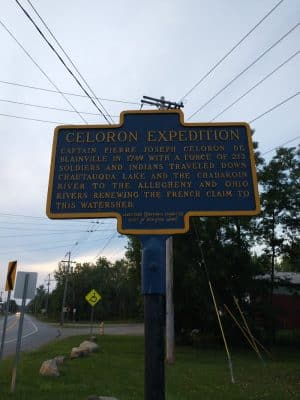 CELORON EXPEDITION
CAPTAIN PIERRE JOSEPH CELORON DE
BLAINVILLE IN 1749 WITH A FORCE OF 212
SOLDIERS AND INDIANS TRAVELED DOWN
CHAUTAUQUA LAKE AND THE CHADAKOIN
RIVER TO THE ALLEGHENY AND OHIO
RIVERS RENEWING THE FRENCH CLAIM TO
THIS WATERSHED.